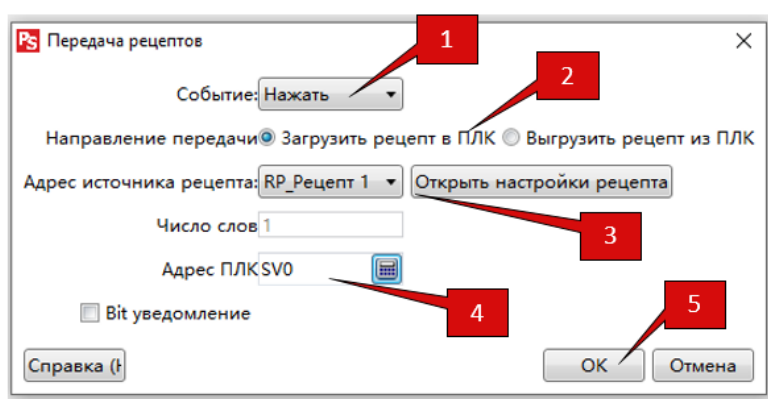 PS Передача рецептов
1
Событие: Нажать
2
Направление передачи Загрузить рецепт в ПЛК Выгрузить рецепт из ПЛК
Адрес источника рецепта: RP_Рецепт 1 Открыть настройки рецепта
3
Число слов 1
Адрес ПЛК SV0
4
Bit уведомление
5
Справка (H
OK Отмена